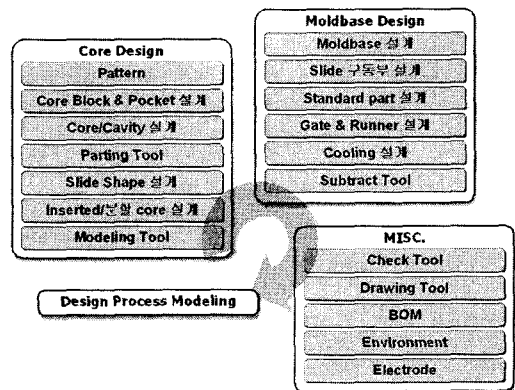 Core Design
Pattern
Core Block & Pocket 설계
Core/Cavity 설계
Parting Tool
Slide Shape 설계
Inserted/분할 core 설계
Modeling Tool
Moldbase Design
Moldbase 설계
Slide 구동부 설계
Standard part 설계
Gate & Runner 설계
Cooling 설계
Subtract Tool
MISC.
Check Tool
Drawing Tool
BOM
Environment
Electrode
Design Process Modeling